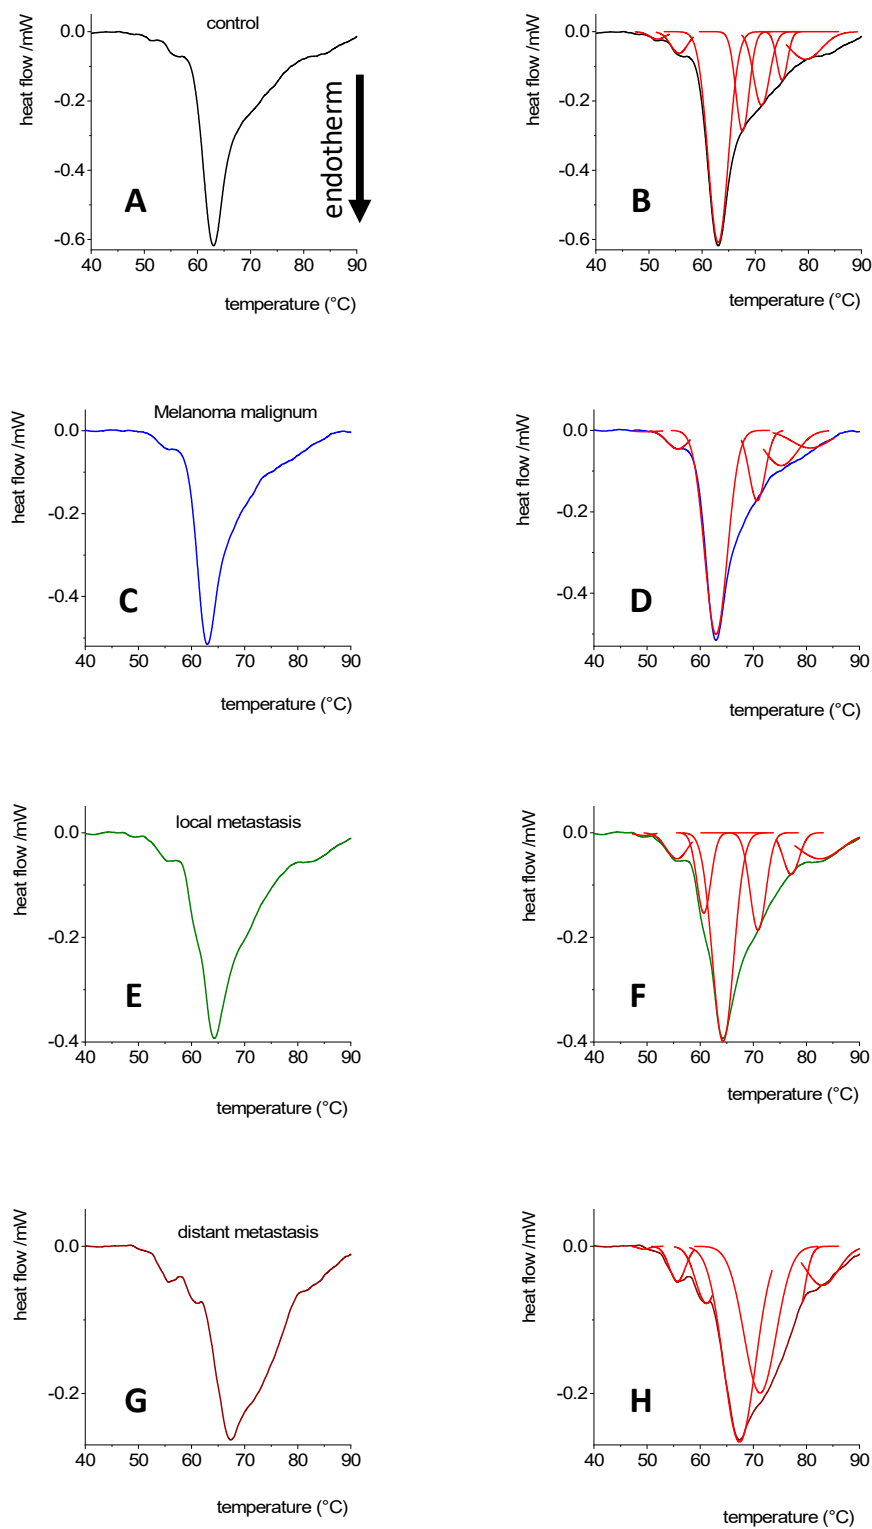 control
heat flow /mW
0.0
-0.2
-0.4
-0.6
endotherm
A
40 50 60 70 80 90
temperature (°C)
heat flow /mW
0.0
-0.2
-0.4
-0.6
B
40 50 60 70 80 90
temperature (°C)
Melanoma malignum
heat flow /mW
0.0
-0.2
-0.4
C
40 50 60 70 80 90
temperature (°C)
heat flow /mW
0.0
-0.2
-0.4
D
40 50 60 70 80 90
temperature (°C)
local metastasis
heat flow /mW
0.0
-0.2
-0.4
E
40 50 60 70 80 90
temperature (°C)
heat flow /mW
0.0
-0.2
-0.4
F
40 50 60 70 80 90
temperature (°C)
distant metastasis
heat flow /mW
0.0
-0.2
G
40 50 60 70 80 90
temperature (°C)
heat flow /mW
0.0
-0.2
H
40 50 60 70 80 90
temperature (°C)